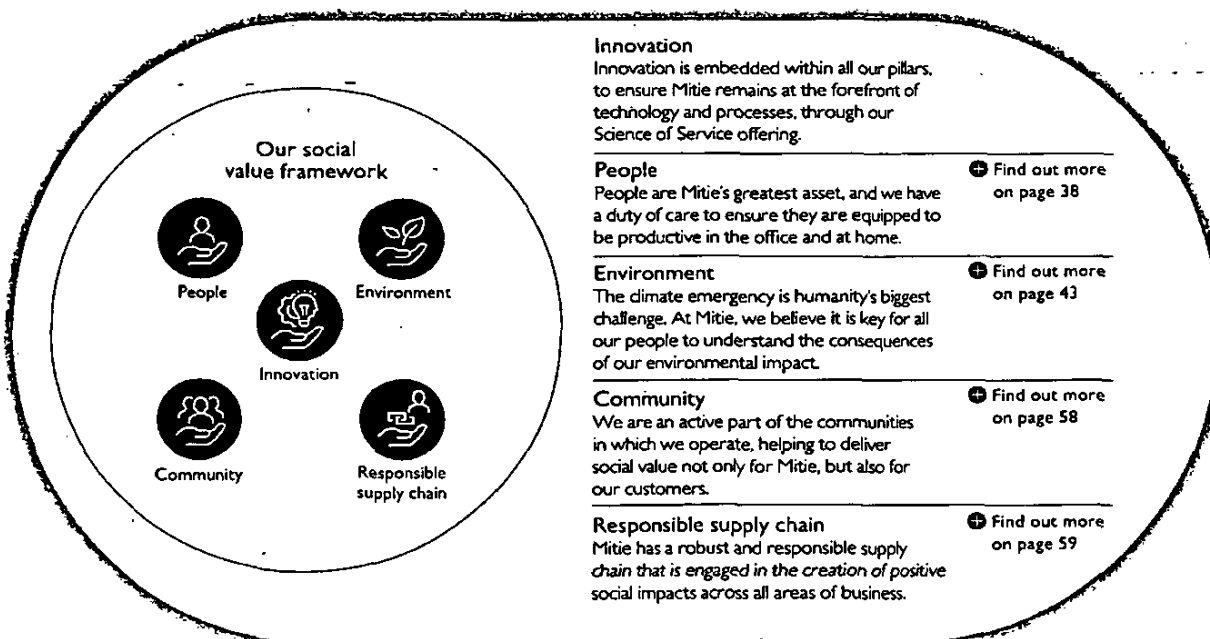 Our social
value framework
People
Environment
Innovation
Community
Responsible
supply chain
Innovation
Innovation is embedded within all our pillars,
to ensure Mitie remains at the forefront of
technology and processes, through our
Science of Service offering.
People
People are Mitie's greatest asset, and we have
a duty of care to ensure they are equipped to
be productive in the office and at home.
Find out more
on page 38
Environment
The climate emergency is humanity's biggest
challenge. At Mitie, we believe it is key for all
our people to understand the consequences
of our environmental impact.
Find out more
on page 43
Community
We are an active part of the communities
in which we operate, helping to deliver
social value not only for Mitie, but also for
our customers.
Find out more
on page 58
Responsible supply chain
Mitie has a robust and responsible supply
chain that is engaged in the creation of positive
social impacts across all areas of business.
Find out more
on page 59